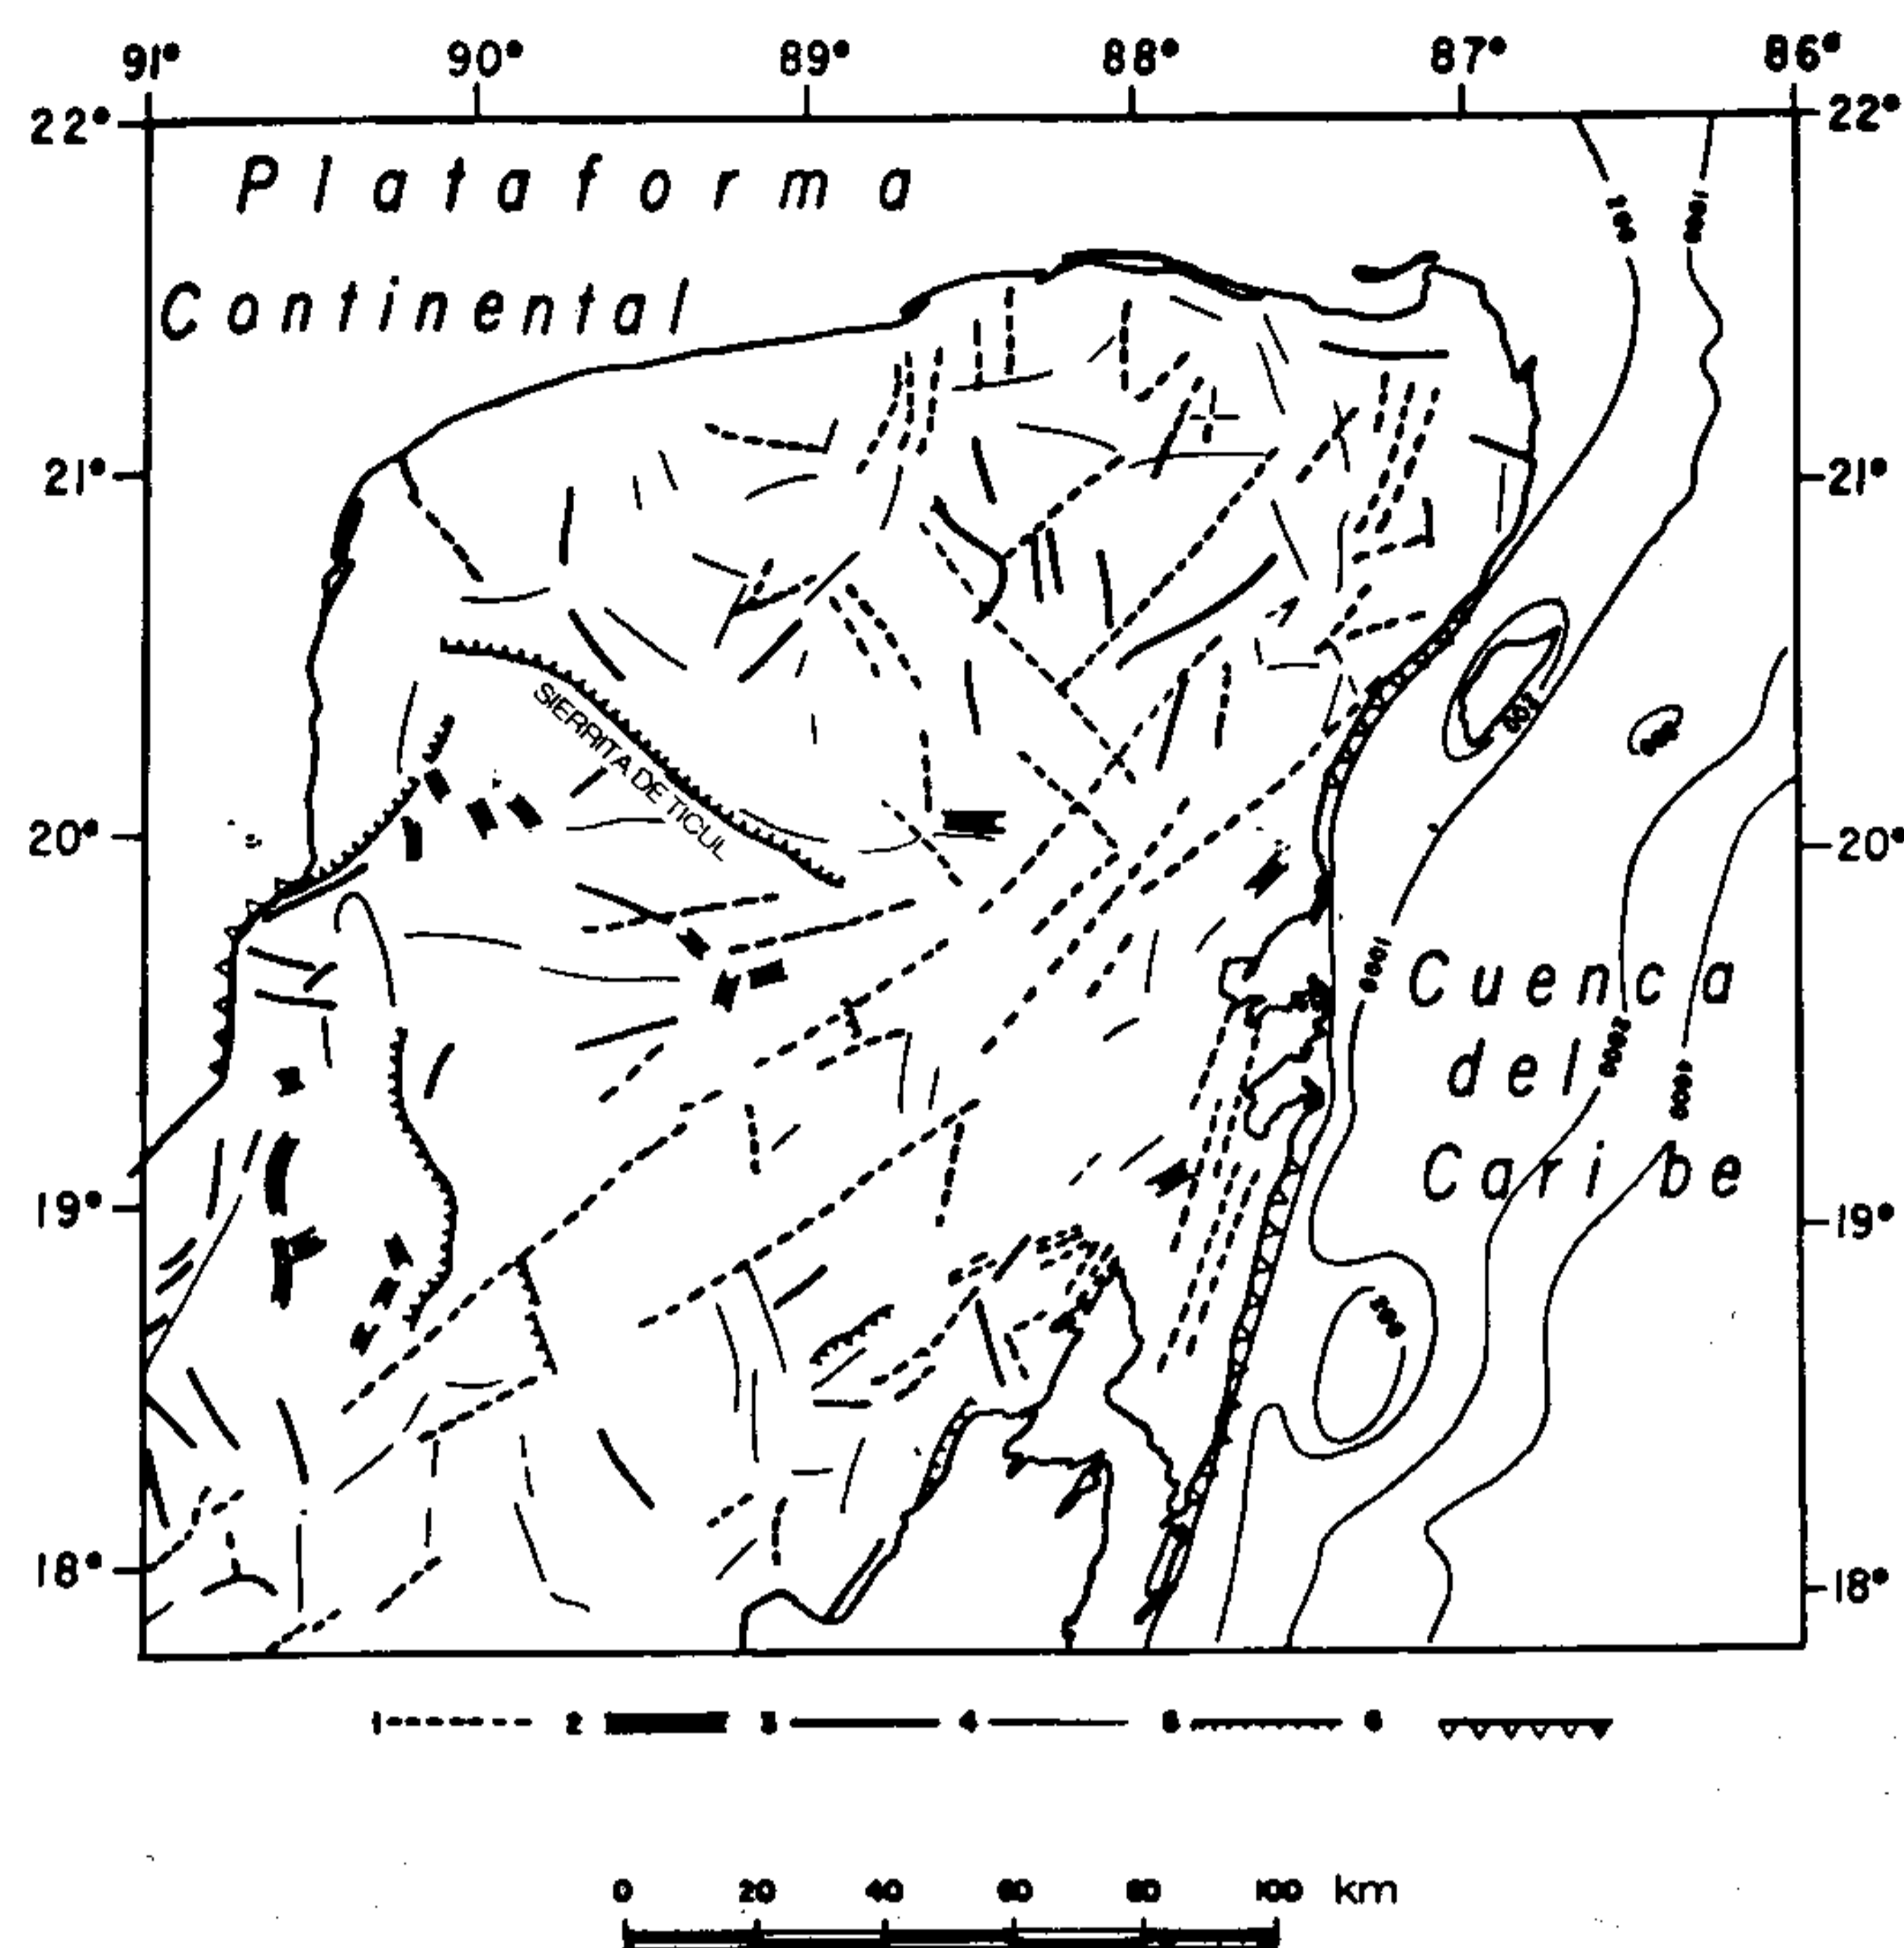 91° 90° 89° 88° 87° 86°
22° 22°
Plataforma
Continental
21° 21°
SIERRITA DE TICUL
20° 20°
Cuenca
del
Caribe
19° 19°
18° 18°
1 2 3 4 5 6
0 20 40 60 80 100 km